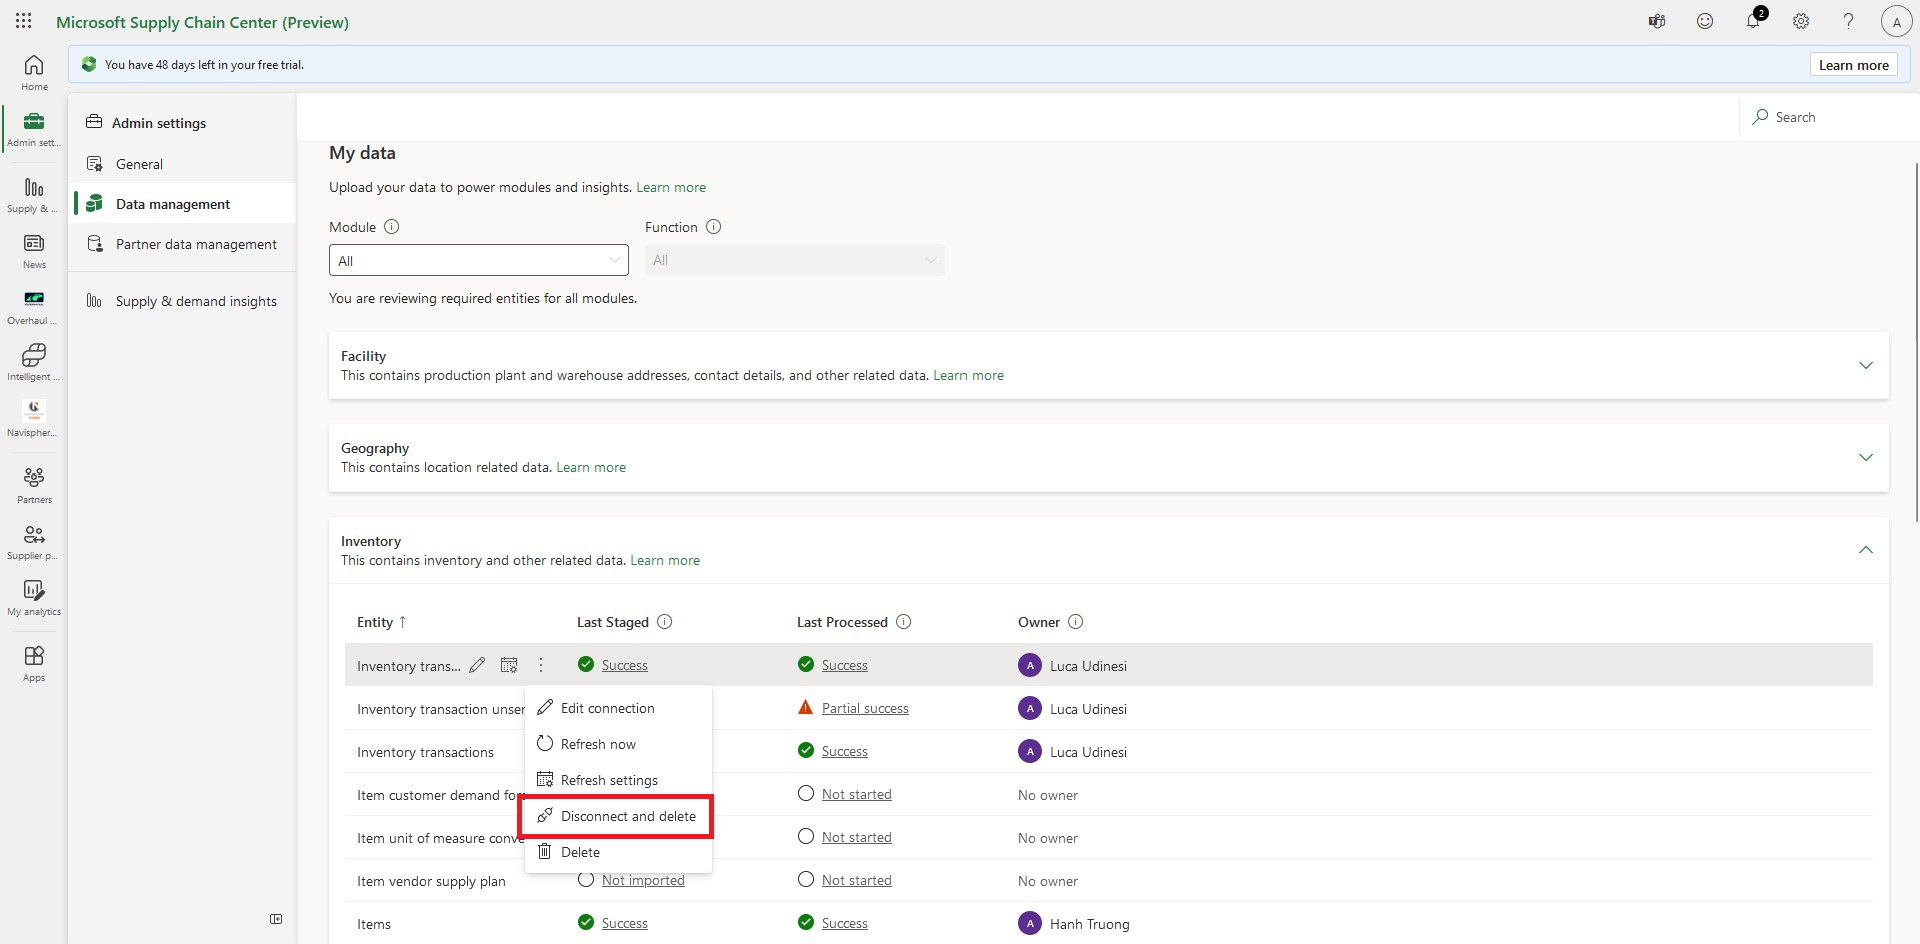 Microsoft Supply Chain Center (Preview)
2
A
You have 48 days left in your free trial.
Learn more
Home
Admin sett...
Supply & ...
News
Overhaul ...
Intelligent ...
Navispher...
Partners
Supplier p...
My analytics
Apps
Admin settings
General
Data management
Partner data management
Supply & demand insights
Search
My data
Upload your data to power modules and insights. Learn more
Module Function
All All
You are reviewing required entities for all modules.
Facility
This contains production plant and warehouse addresses, contact details, and other related data. Learn more
Geography
This contains location related data. Learn more
Inventory
This contains inventory and other related data. Learn more
Entity ↑ Last Staged Last Processed Owner
Inventory trans... Success Success A Luca Udinesi
Inventory transaction unser Partial success A Luca Udinesi
Inventory transactions Success A Luca Udinesi
Item customer demand for Not started No owner
Item unit of measure conve Not started No owner
Item vendor supply plan Not imported Not started No owner
Items Success Success A Hanh Truong
Edit connection
Refresh now
Refresh settings
Disconnect and delete
Delete